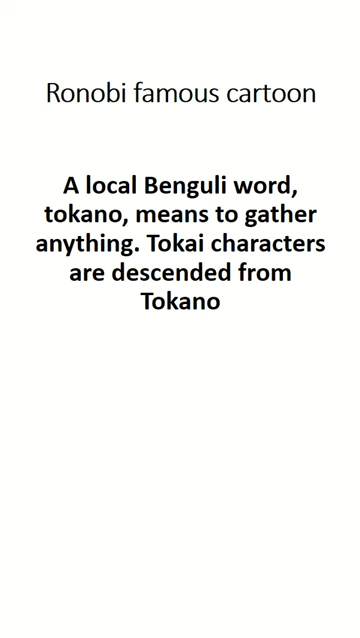 Ronobi famous cartoon
A local Benguli word,
tokano, means to gather
anything. Tokai characters
are descended from
Tokano